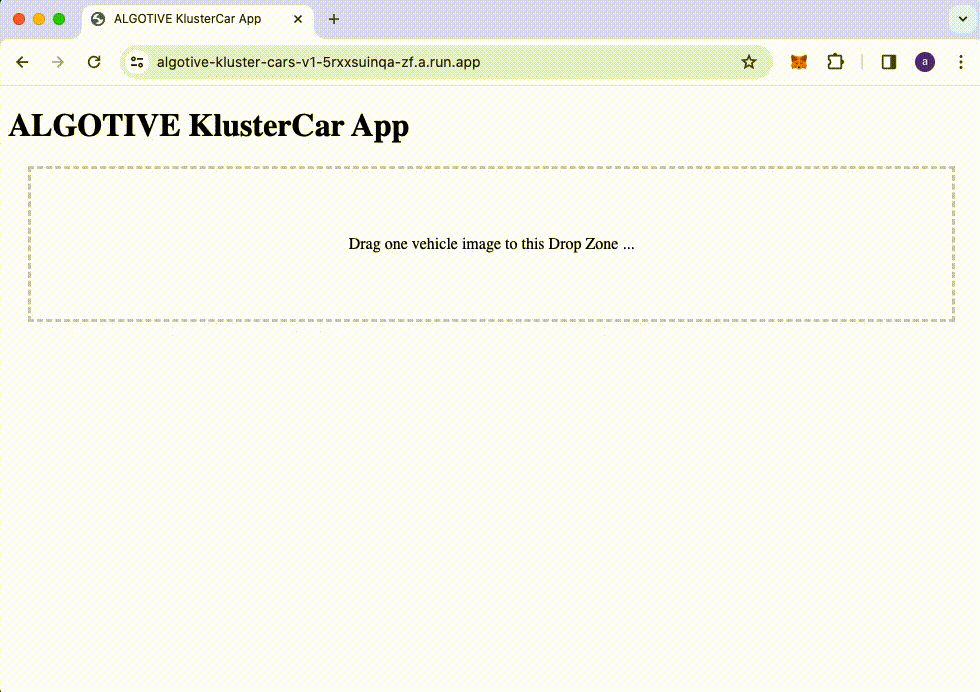 ALGOTIVE KlusterCar App
algotive-kluster-cars-v1-5rxxsuinqa-zf.a.run.app
a
ALGOTIVE KlusterCar App
Drag one vehicle image to this Drop Zone ...